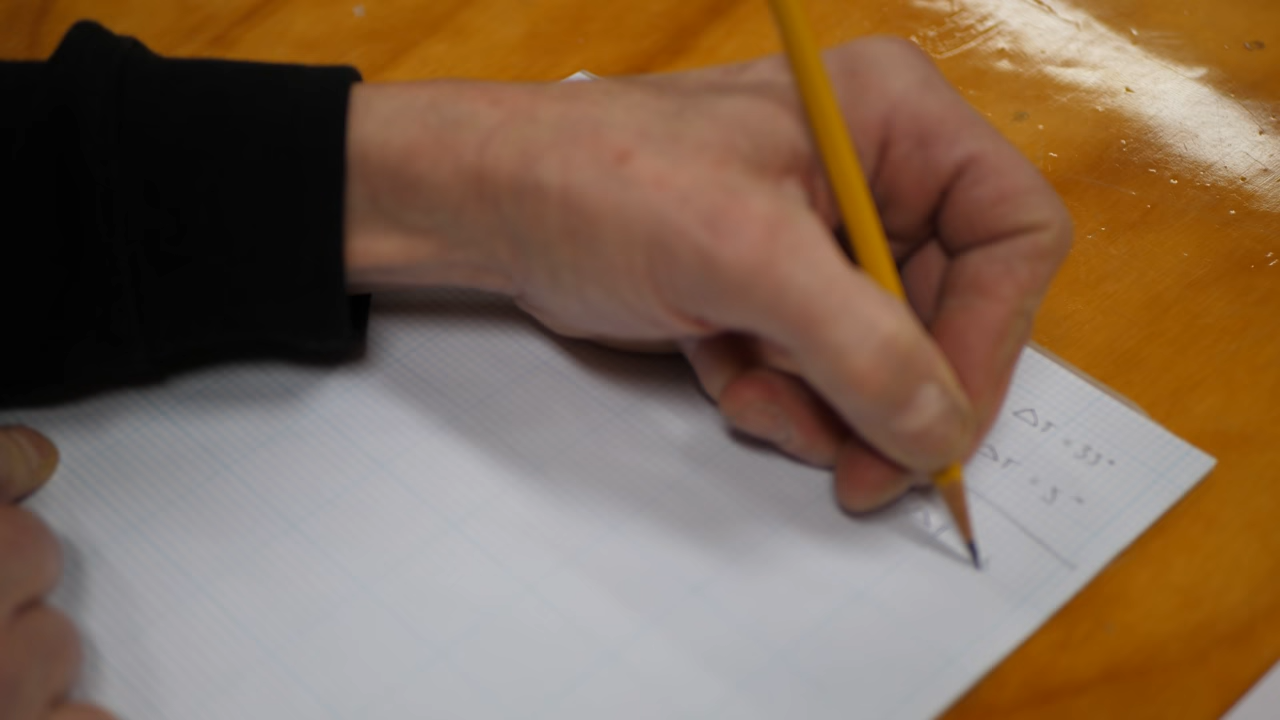 ΔT = 33°
ΔT = 3°
Δ